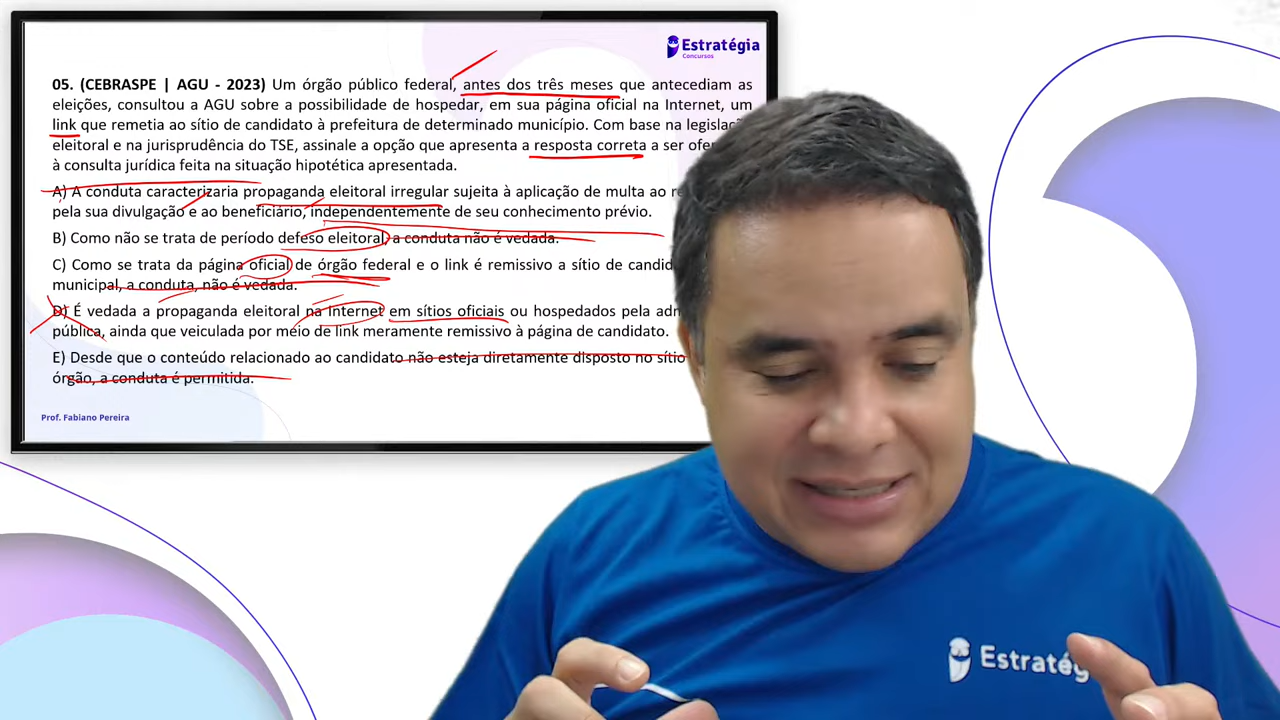 Estratégia
Concursos
05. (CEBRASPE | AGU - 2023) Um órgão público federal, antes dos três meses que antecediam as
eleições, consultou a AGU sobre a possibilidade de hospedar, em sua página oficial na Internet, um
link que remetia ao sítio de candidato à prefeitura de determinado município. Com base na
eleitoral e na jurisprudência do TSE, assinale a opção que apresenta a resposta correta a ser
à consulta jurídica feita na situação hipotética apresentada.
A) A conduta caracterizaria propaganda eleitoral irregular sujeita à aplicação de multa ao
pela sua divulgação e ao beneficiário, independentemente de seu conhecimento prévio.
B) Como não se trata de período defeso eleitoral, a conduta não é vedada.
C) Como se trata da página oficial de órgão federal e o link é remissivo a sítio de
municipal, a conduta, não é vedada.
D) É vedada a propaganda eleitoral na Internet em sítios oficiais ou hospedados pela
pública, ainda que veiculada por meio de link meramente remissivo à página de candidato.
E) Desde que o conteúdo relacionado ao candidato não esteja diretamente disposto no sítio
órgão, a conduta é permitida.
Prof. Fabiano Pereira